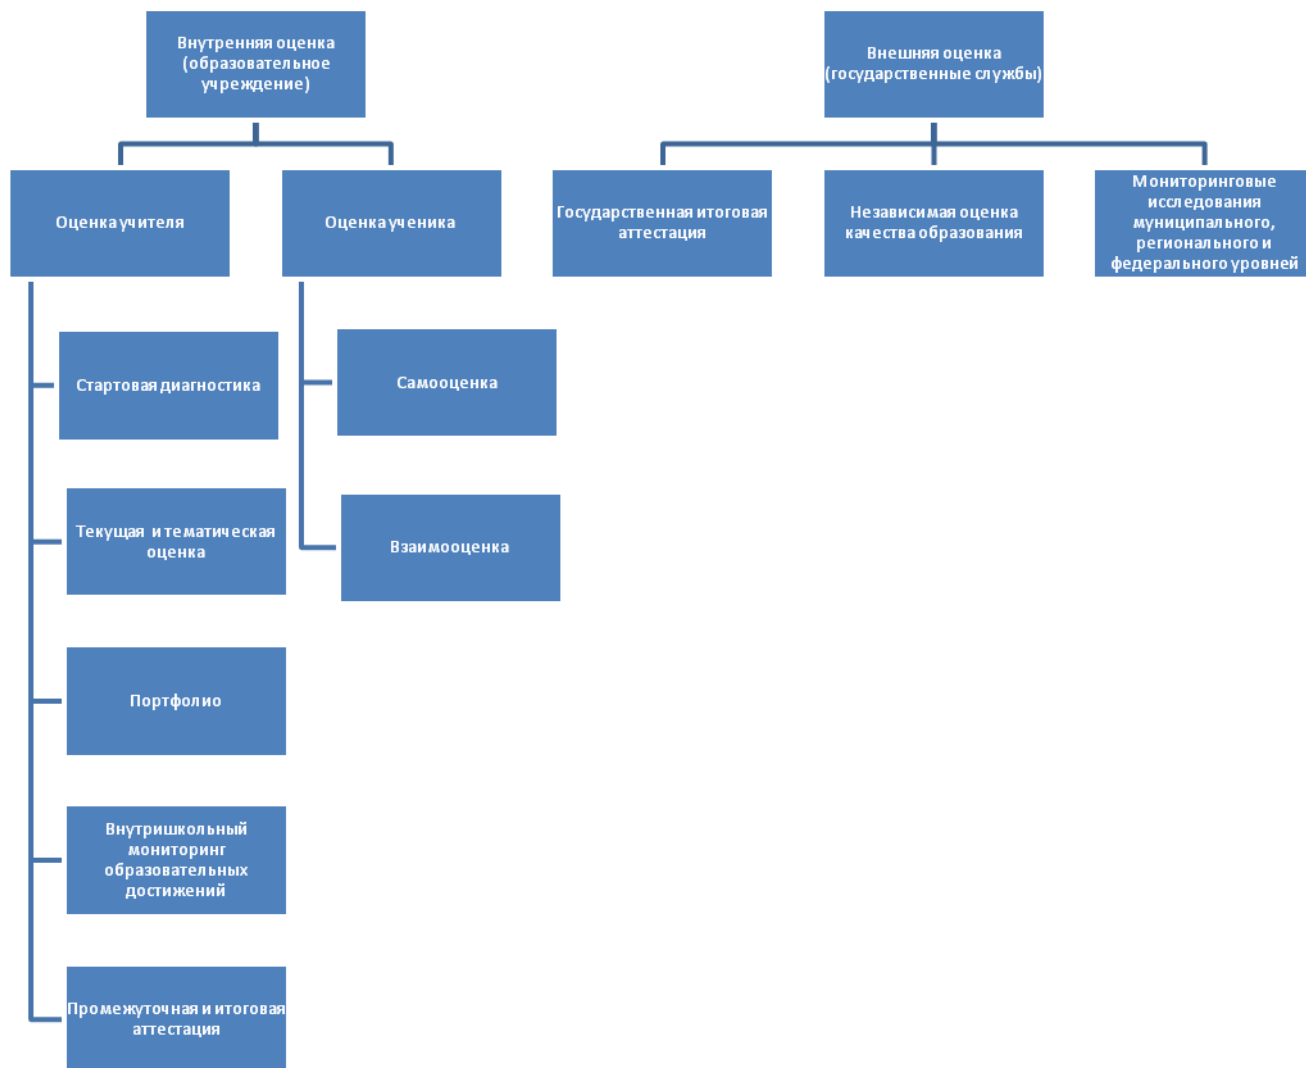 Внутренняя оценка
(образовательное
учреждение)
Внешняя оценка
(государственные службы)
Оценка учителя
Оценка ученика
Государственная итоговая
аттестация
Независимая оценка
качества образования
Мониторинговые
исследования
муниципального,
регионального и
федерального уровней
Стартовая диагностика
Самооценка
Текущая и тематическая
оценка
Взаимооценка
Портфолио
Внутришкольный
мониторинг
образовательных
достижений
Промежуточная и итоговая
аттестация